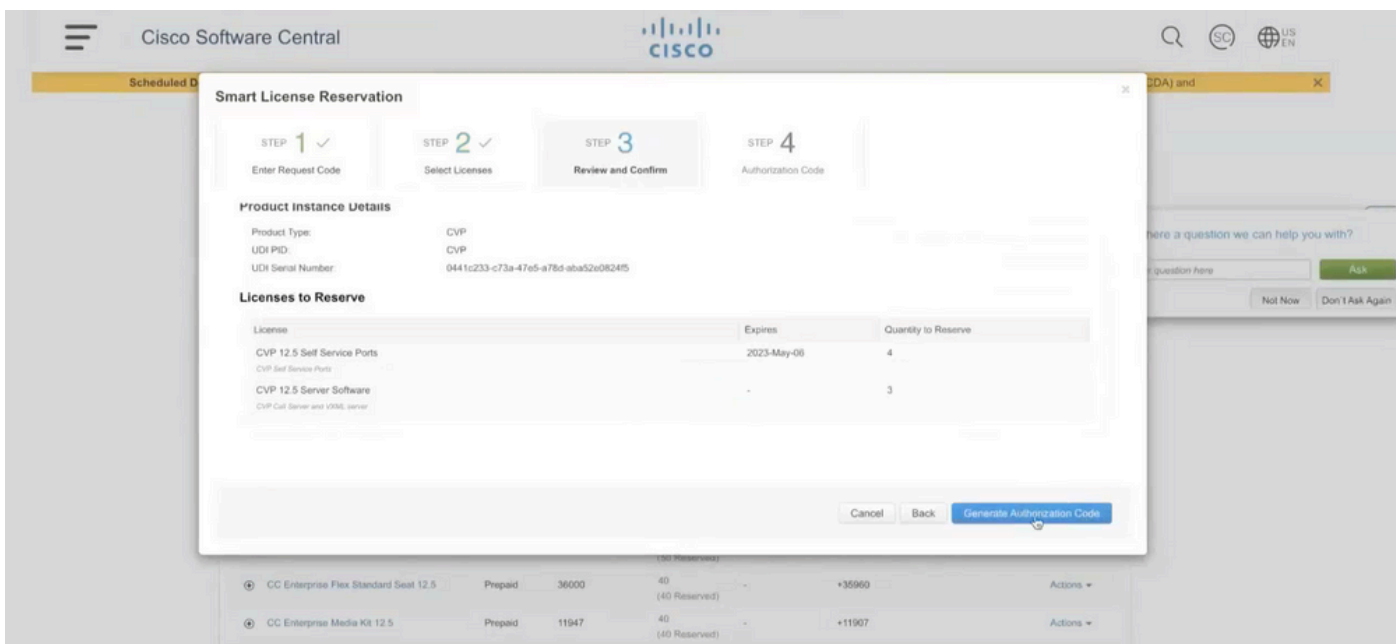 Cisco Software Central
CISCO
SC
US
EN
Scheduled D
CDA) and
Smart License Reservation
STEP 1
Enter Request Code
STEP 2
Select Licenses
STEP 3
Review and Confirm
STEP 4
Authorization Code
Product Instance Details
Product Type: CVP
UDI PID: CVP
UDI Serial Number: 0441c233-c73a-47e5-a78d-aba52e0824f5
Licenses to Reserve
License Expires Quantity to Reserve
CVP 12.5 Self Service Ports 2023-May-06 4
CVP Self Service Ports
CVP 12.5 Server Software - 3
CVP Call Server and VXML server
Cancel Back Generate Authorization Code
here a question we can help you with?
question here Ask
Not Now Don't Ask Again
(50 Reserved)
CC Enterprise Flex Standard Seat 12.5 Prepaid 36000 40 - +35960 Actions
(40 Reserved)
CC Enterprise Media Kit 12.5 Prepaid 11947 40 - +11907 Actions
(40 Reserved)